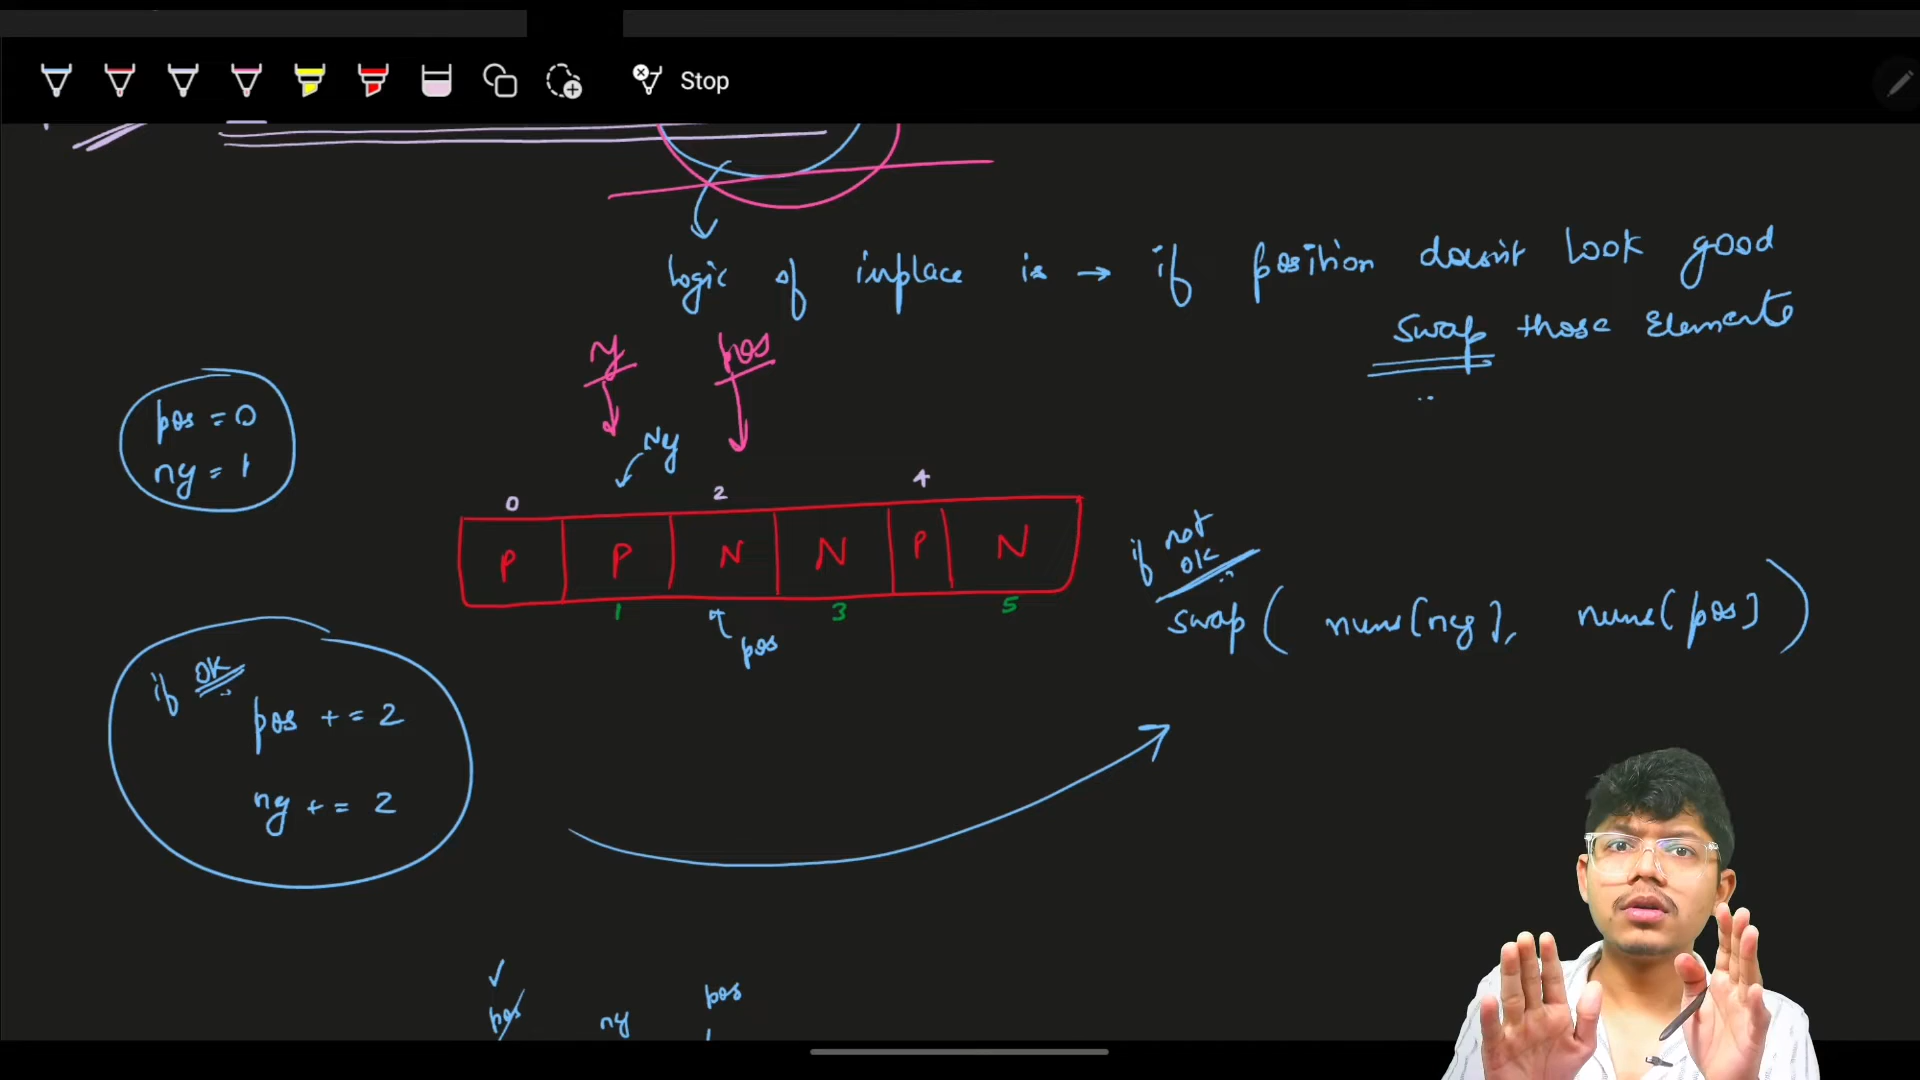 Stop
logic of inplace is → if position doesn't look good
swap those Elements
Ng
pos
pos = 0
ng = 1
Ng
0 2 4
P P N N P N
1 3 5
pos
if not ok
swap ( nums[neg], nums[pos] )
if ok
pos += 2
ng += 2
✓
pos ng pos